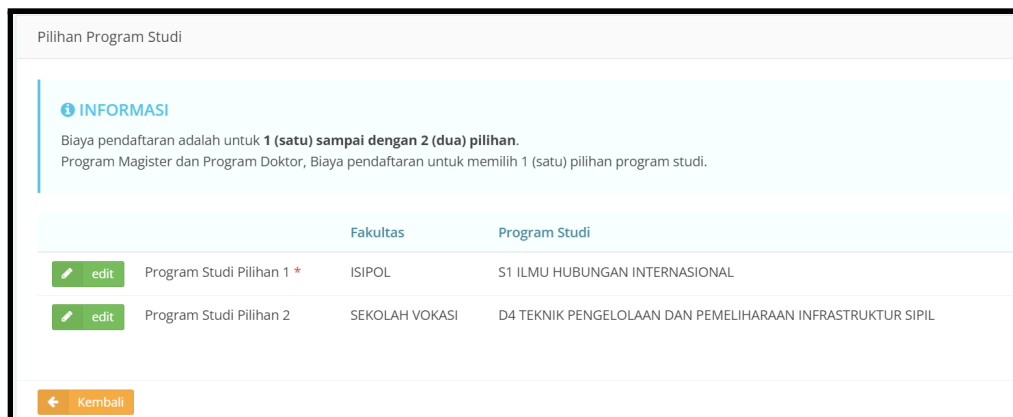 Pilihan Program Studi
INFORMASI
Biaya pendaftaran adalah untuk 1 (satu) sampai dengan 2 (dua) pilihan.
Program Magister dan Program Doktor, Biaya pendaftaran untuk memilih 1 (satu) pilihan program studi.
Fakultas Program Studi
edit Program Studi Pilihan 1 * ISIPOL S1 ILMU HUBUNGAN INTERNASIONAL
edit Program Studi Pilihan 2 SEKOLAH VOKASI D4 TEKNIK PENGELOLAAN DAN PEMELIHARAAN INFRASTRUKTUR SIPIL
Kembali